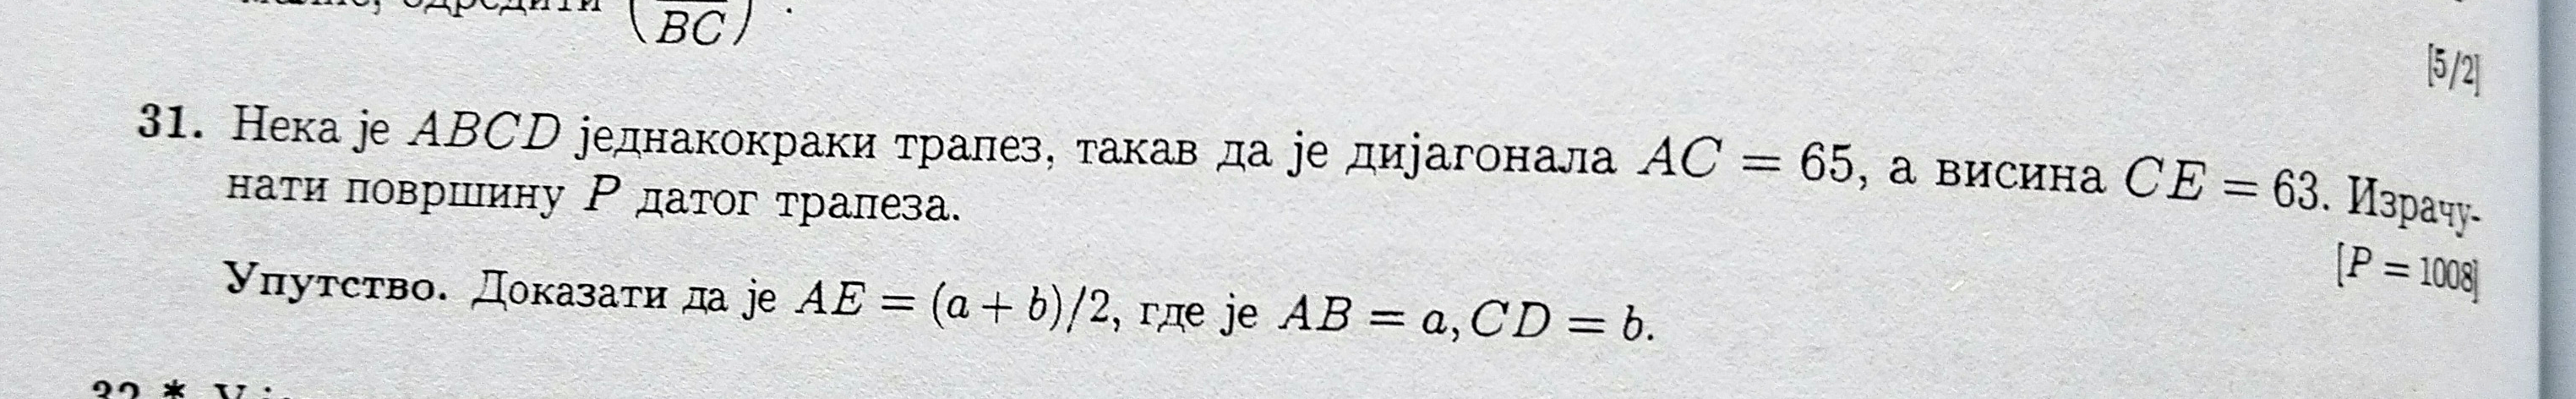 BC
[5/2]
31. Нека је ABCD једнакокраки трапез, такав да је дијагонала AC = 65, а висина CE = 63. Израчу-
нати површину P датог трапеза.
[P = 1008]
Упутство. Доказати да је AE = (a + b)/2, где је AB = a, CD = b.
32.* У